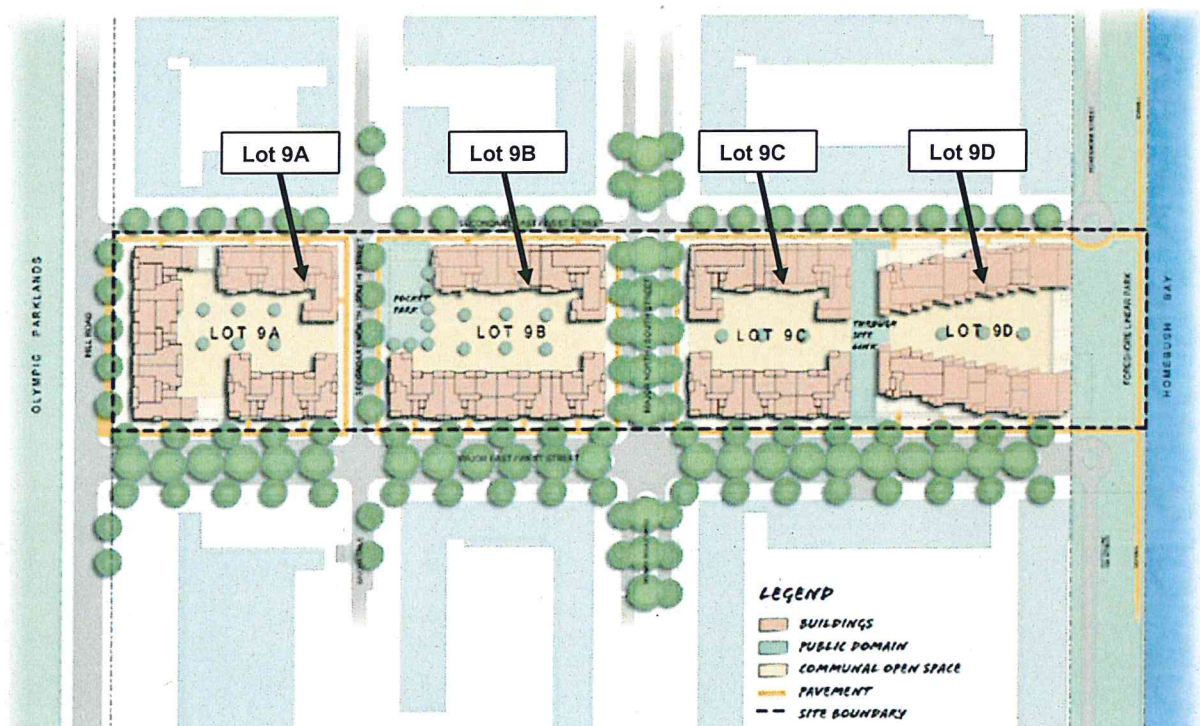 Lot 9A
Lot 9B
Lot 9C
Lot 9D
SECONDARY EAST / WEST STREET
OLYMPIC PARKLANDS
HILL ROAD
LOT 9A
SECONDARY NORTH / SOUTH STREET
POCKET
PARK
LOT 9B
MAJOR NORTH / SOUTH STREET
LOT 9C
THROUGH
SITE
LINK
LOT 9D
FORESHORE LINEAR PARK
HOMEBUSH BAY
MAJOR EAST / WEST STREET
LEGEND
BUILDINGS
PUBLIC DOMAIN
COMMUNAL OPEN SPACE
PAVEMENT
SITE BOUNDARY